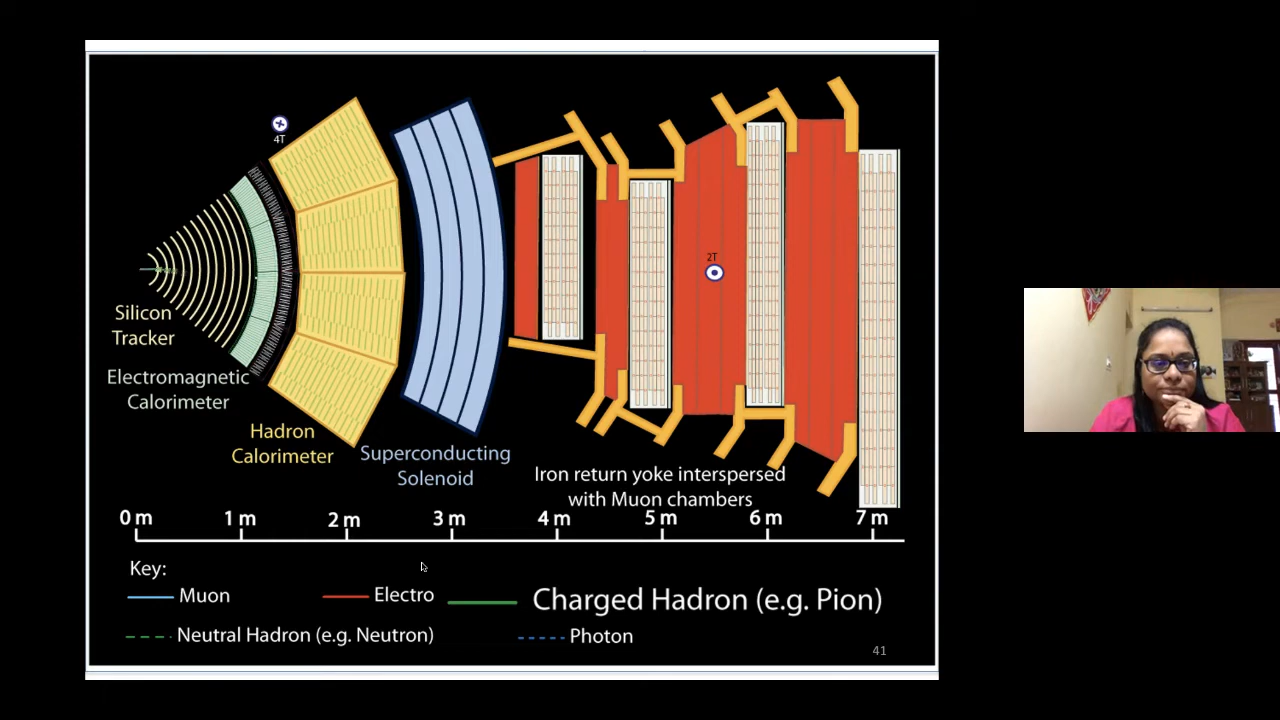 4T
2T
Silicon
Tracker
Electromagnetic
Calorimeter
Hadron
Calorimeter
Superconducting
Solenoid
Iron return yoke interspersed
with Muon chambers
0 m 1 m 2 m 3 m 4 m 5 m 6 m 7 m
Key:
Muon Electro Charged Hadron (e.g. Pion)
Neutral Hadron (e.g. Neutron) Photon
41